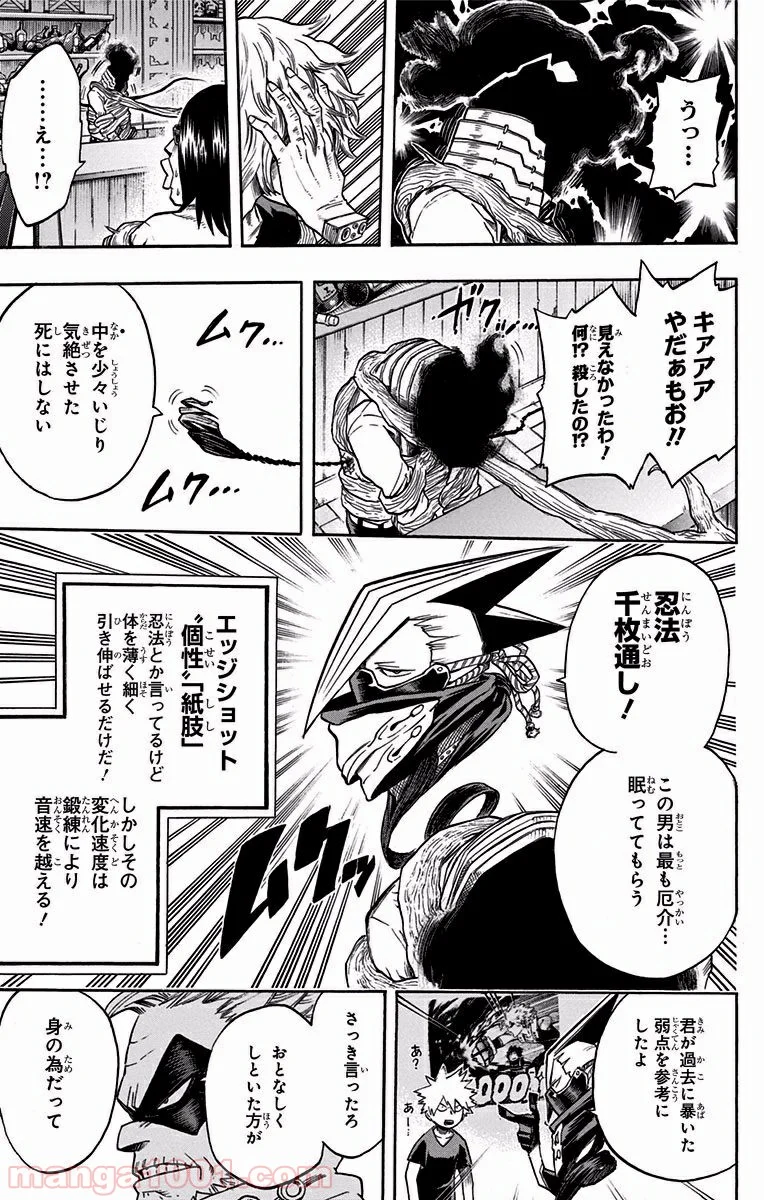 うっ…
……え…!?
キァアア
やだぁもお!!
見えなかったわ!
何!?殺したの!?
ガク…
ムク…
中を少々いじり
気絶させた
死にはしない
ムク…
忍法
千枚通し!
この男は最も厄介…
眠っててもらう
エッジショット
“個性”「紙肢」
忍法とか言ってるけど
体を薄く細く
引き伸ばせるだけだ!
しかしその
変化速度は
鍛練により
音速を越える!
ムクク
君が過去に暴いた
弱点を参考に
したよ
あ?
あー…
さっき言ったろ
おとなしく
しといた方が
身の為だって
manga1001.com